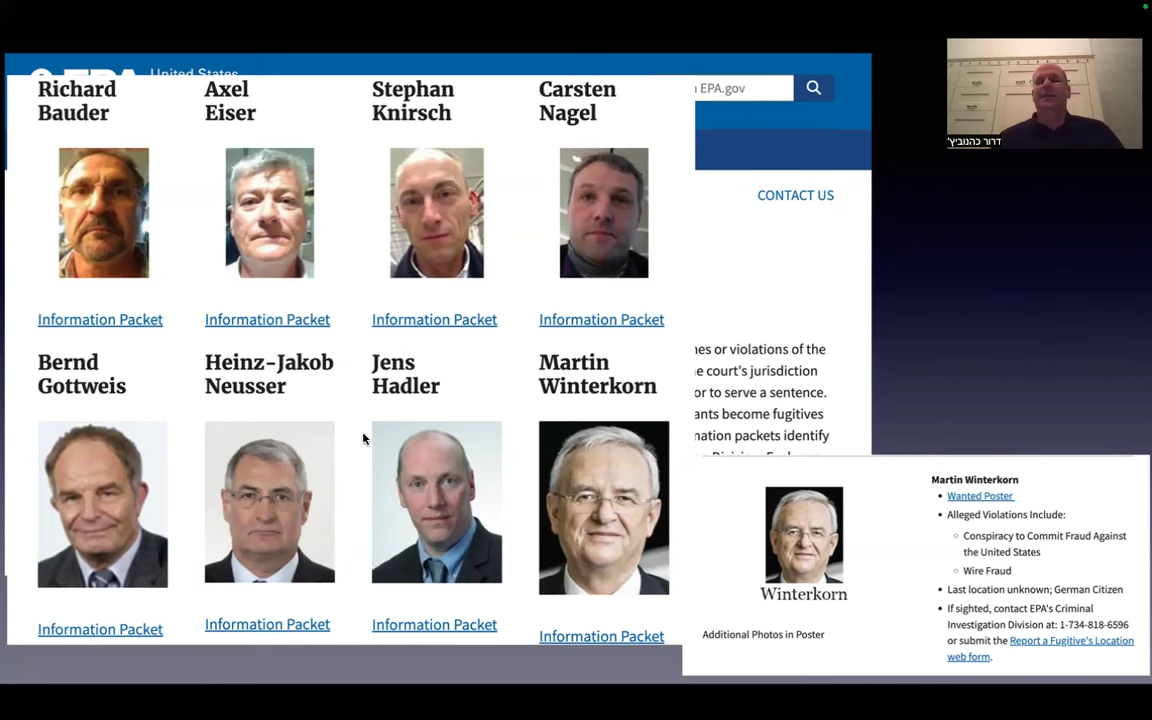 United States
EPA.gov
CONTACT US
Richard
Bauder
Axel
Eiser
Stephan
Knirsch
Carsten
Nagel
Information Packet
Information Packet
Information Packet
Information Packet
Bernd
Gottweis
Heinz-Jakob
Neusser
Jens
Hadler
Martin
Winterkorn
Information Packet
Information Packet
Information Packet
Information Packet
or violations of the
court's jurisdiction
or to serve a sentence.
become fugitives
packets identify
Winterkorn
Additional Photos in Poster
Martin Winterkorn
• Wanted Poster
• Alleged Violations Include:
○ Conspiracy to Commit Fraud Against
the United States
○ Wire Fraud
• Last location unknown; German Citizen
• If sighted, contact EPA's Criminal
Investigation Division at: 1-734-818-6596
or submit the Report a Fugitive's Location
web form.
דרור כהנוביץ'